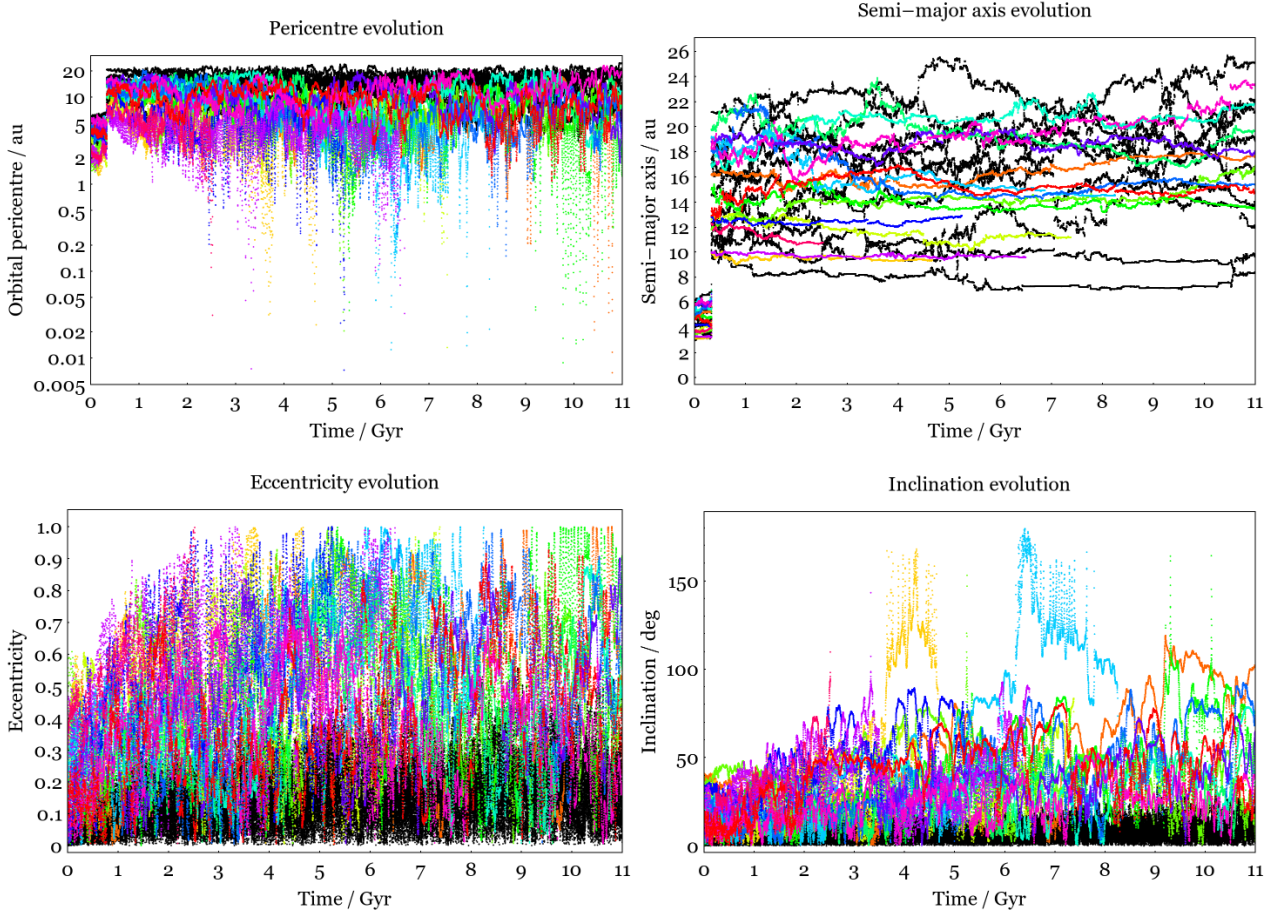 Pericentre evolution
Orbital pericentre / au
20
10
5
2
1
0.5
0.2
0.1
0.05
0.02
0.01
0.005
0 1 2 3 4 5 6 7 8 9 10 11
Time / Gyr
Semi−major axis evolution
Semi−major axis / au
26
24
22
20
18
16
14
12
10
8
6
4
2
0
0 1 2 3 4 5 6 7 8 9 10 11
Time / Gyr
Eccentricity evolution
Eccentricity
1.0
0.9
0.8
0.7
0.6
0.5
0.4
0.3
0.2
0.1
0
0 1 2 3 4 5 6 7 8 9 10 11
Time / Gyr
Inclination evolution
Inclination / deg
150
100
50
0
0 1 2 3 4 5 6 7 8 9 10 11
Time / Gyr